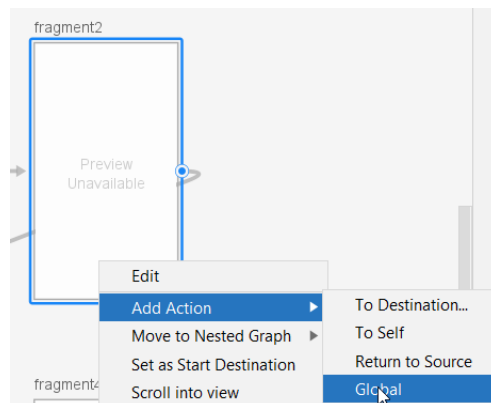 fragment2
Preview
Unavailable
Edit
Add Action
To Destination...
Move to Nested Graph
To Self
Set as Start Destination
Return to Source
fragment4
Scroll into view
Global